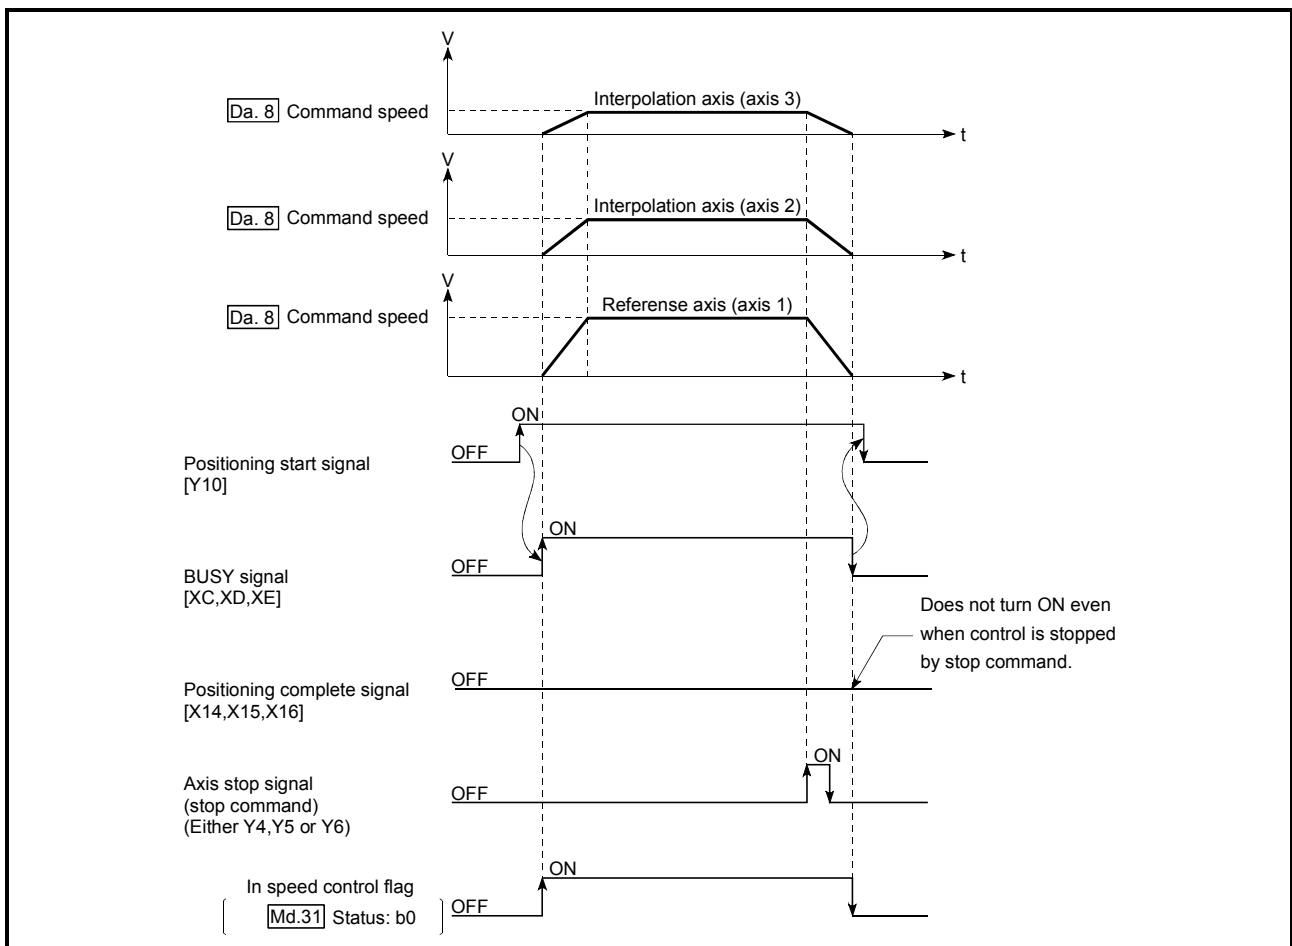 V
Da. 8 Command speed
Interpolation axis (axis 3)
t
V
Da. 8 Command speed
Interpolation axis (axis 2)
t
V
Da. 8 Command speed
Referense axis (axis 1)
t
ON
OFF
Positioning start signal
[Y10]
ON
OFF
BUSY signal
[XC,XD,XE]
Does not turn ON even
when control is stopped
by stop command.
OFF
Positioning complete signal
[X14,X15,X16]
ON
Axis stop signal
OFF
(stop command)
(Either Y4,Y5 or Y6)
ON
In speed control flag
OFF
Md.31 Status: b0